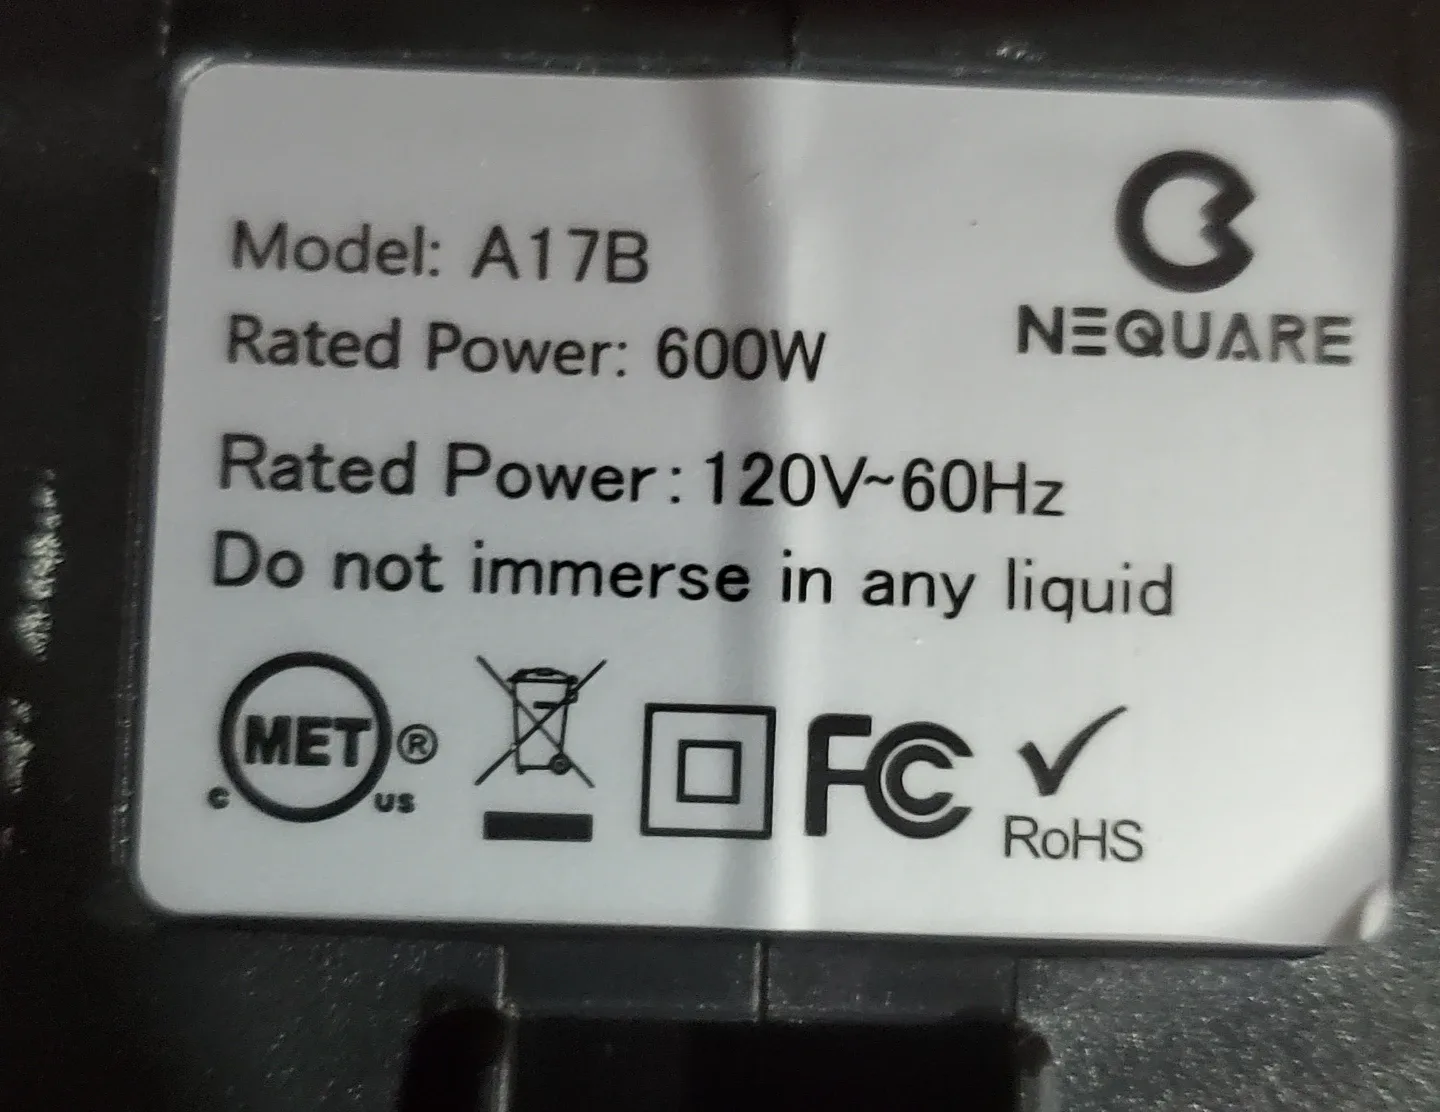 NEQUARE
Model: A17B
Rated Power: 600W
Rated Power: 120V~60Hz
Do not immerse in any liquid
c MET® US
FC
RoHS